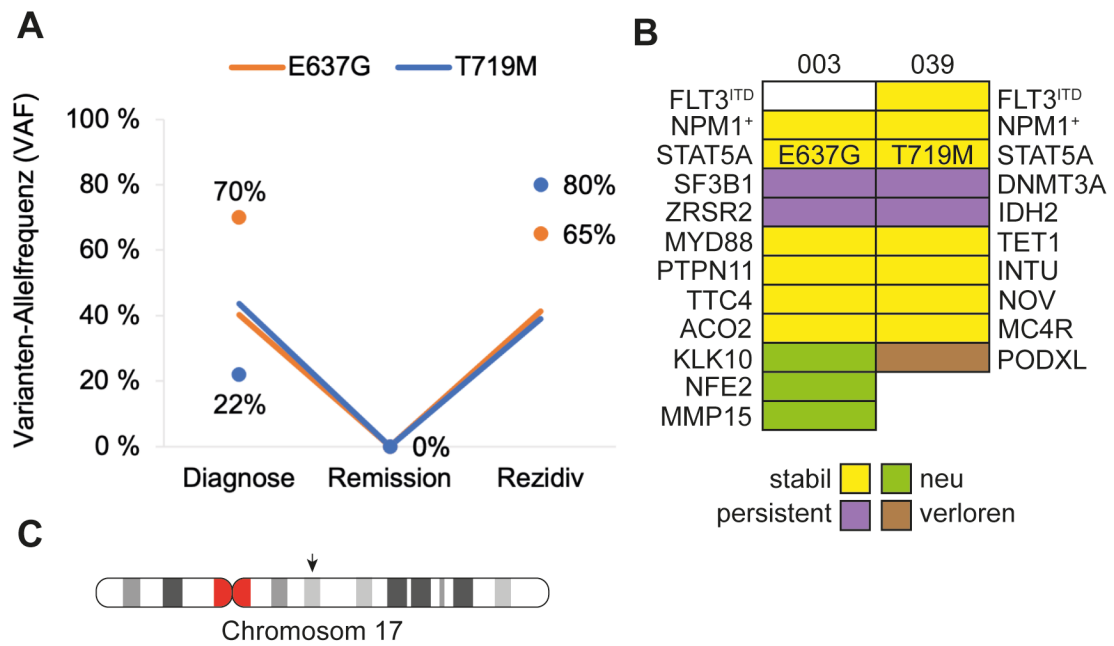 A
E637G T719M
Varianten-Allelfrequenz (VAF)
100 %
80 %
60 %
40 %
20 %
0 %
70%
22%
0%
80%
65%
Diagnose Remission Rezidiv
B
003 039
FLT3ᴵᵀᴰ FLT3ᴵᵀᴰ
NPM1⁺ NPM1⁺
STAT5A E637G T719M STAT5A
SF3B1 DNMT3A
ZRSR2 IDH2
MYD88 TET1
PTPN11 INTU
TTC4 NOV
ACO2 MC4R
KLK10 PODXL
NFE2
MMP15
stabil neu
persistent verloren
C
Chromosom 17